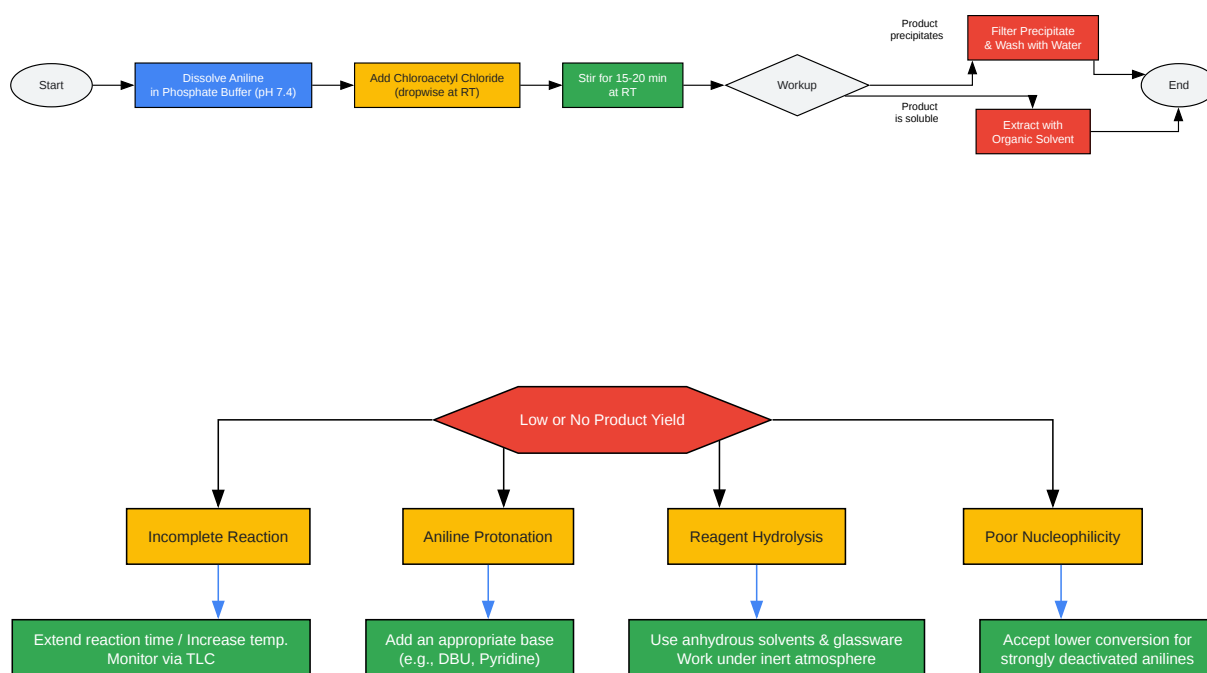 Start
Dissolve Aniline
in Phosphate Buffer (pH 7.4)
Add Chloroacetyl Chloride
(dropwise at RT)
Stir for 15-20 min
at RT
Workup
Product
precipitates
Filter Precipitate
& Wash with Water
Product
is soluble
Extract with
Organic Solvent
End
Low or No Product Yield
Incomplete Reaction
Aniline Protonation
Reagent Hydrolysis
Poor Nucleophilicity
Extend reaction time / Increase temp.
Monitor via TLC
Add an appropriate base
(e.g., DBU, Pyridine)
Use anhydrous solvents & glassware
Work under inert atmosphere
Accept lower conversion for
strongly deactivated anilines